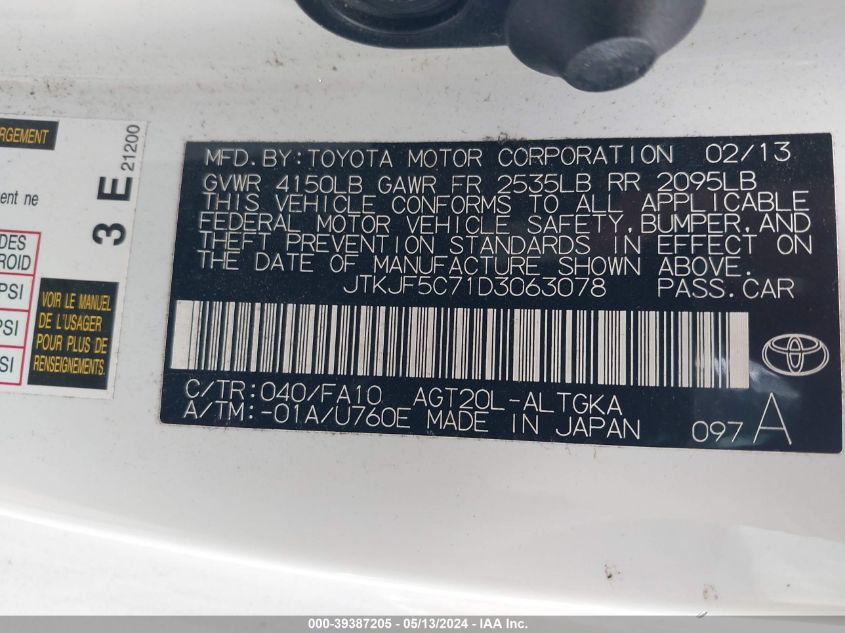 RGEMENT
ent ne
DES
ROID
PSI
PSI
SI
VOIR LE MANUEL
DE L'USAGER
POUR PLUS DE
RENSEIGNEMENTS.
3 E 21200
MFD. BY: TOYOTA MOTOR CORPORATION 02/13
GVWR 4150LB GAWR FR 2535LB RR 2095LB
THIS VEHICLE CONFORMS TO ALL APPLICABLE
FEDERAL MOTOR VEHICLE SAFETY, BUMPER, AND
THEFT PREVENTION STANDARDS IN EFFECT ON
THE DATE OF MANUFACTURE SHOWN ABOVE.
JTKJF5C71D3063078 PASS.CAR
C/TR: 040/FA10 AGT20L-ALTGKA
A/TM: -01A/U760E MADE IN JAPAN 097 A
000-39387205 - 05/13/2024 - IAA Inc.